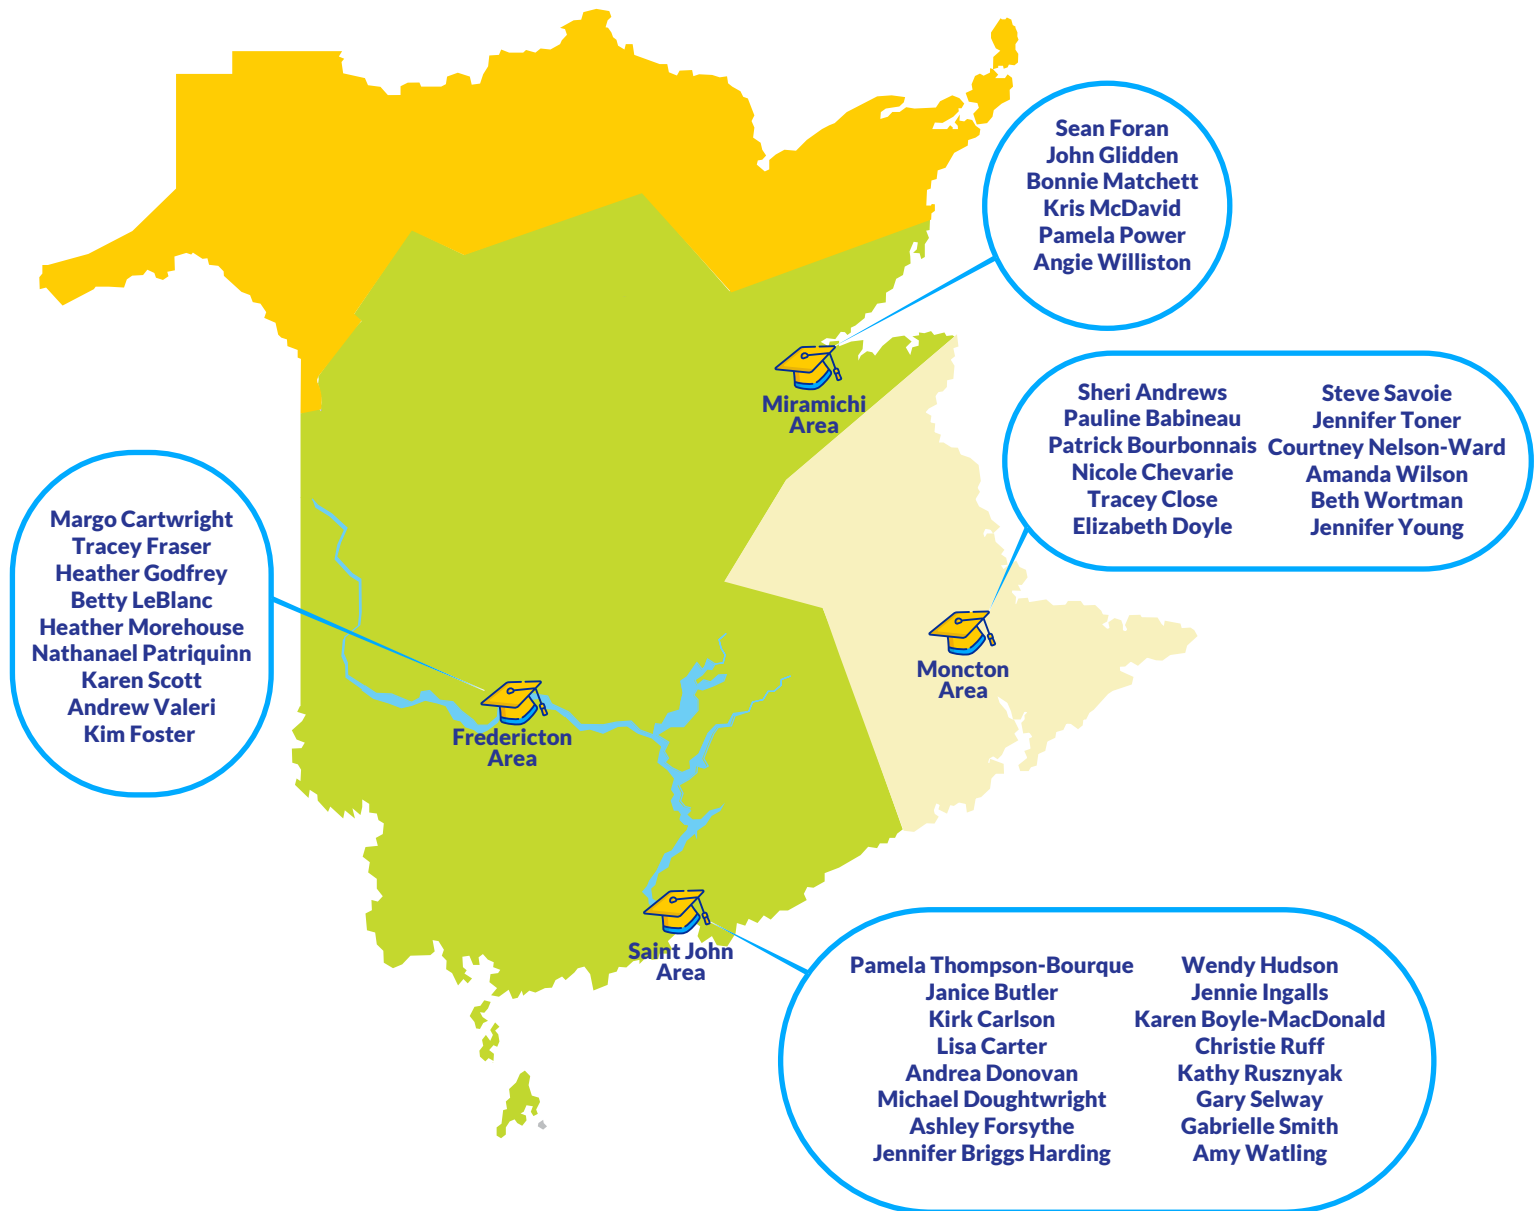 Sean Foran
John Glidden
Bonnie Matchett
Kris McDavid
Pamela Power
Angie Williston
Miramichi
Area
Sheri Andrews
Pauline Babineau
Patrick Bourbonnais
Nicole Chevarie
Tracey Close
Elizabeth Doyle
Steve Savoie
Jennifer Toner
Courtney Nelson-Ward
Amanda Wilson
Beth Wortman
Jennifer Young
Moncton
Area
Margo Cartwright
Tracey Fraser
Heather Godfrey
Betty LeBlanc
Heather Morehouse
Nathanael Patriquinn
Karen Scott
Andrew Valeri
Kim Foster
Fredericton
Area
Saint John
Area
Pamela Thompson-Bourque
Janice Butler
Kirk Carlson
Lisa Carter
Andrea Donovan
Michael Doughtwright
Ashley Forsythe
Jennifer Briggs Harding
Wendy Hudson
Jennie Ingalls
Karen Boyle-MacDonald
Christie Ruff
Kathy Rusznyak
Gary Selway
Gabrielle Smith
Amy Watling